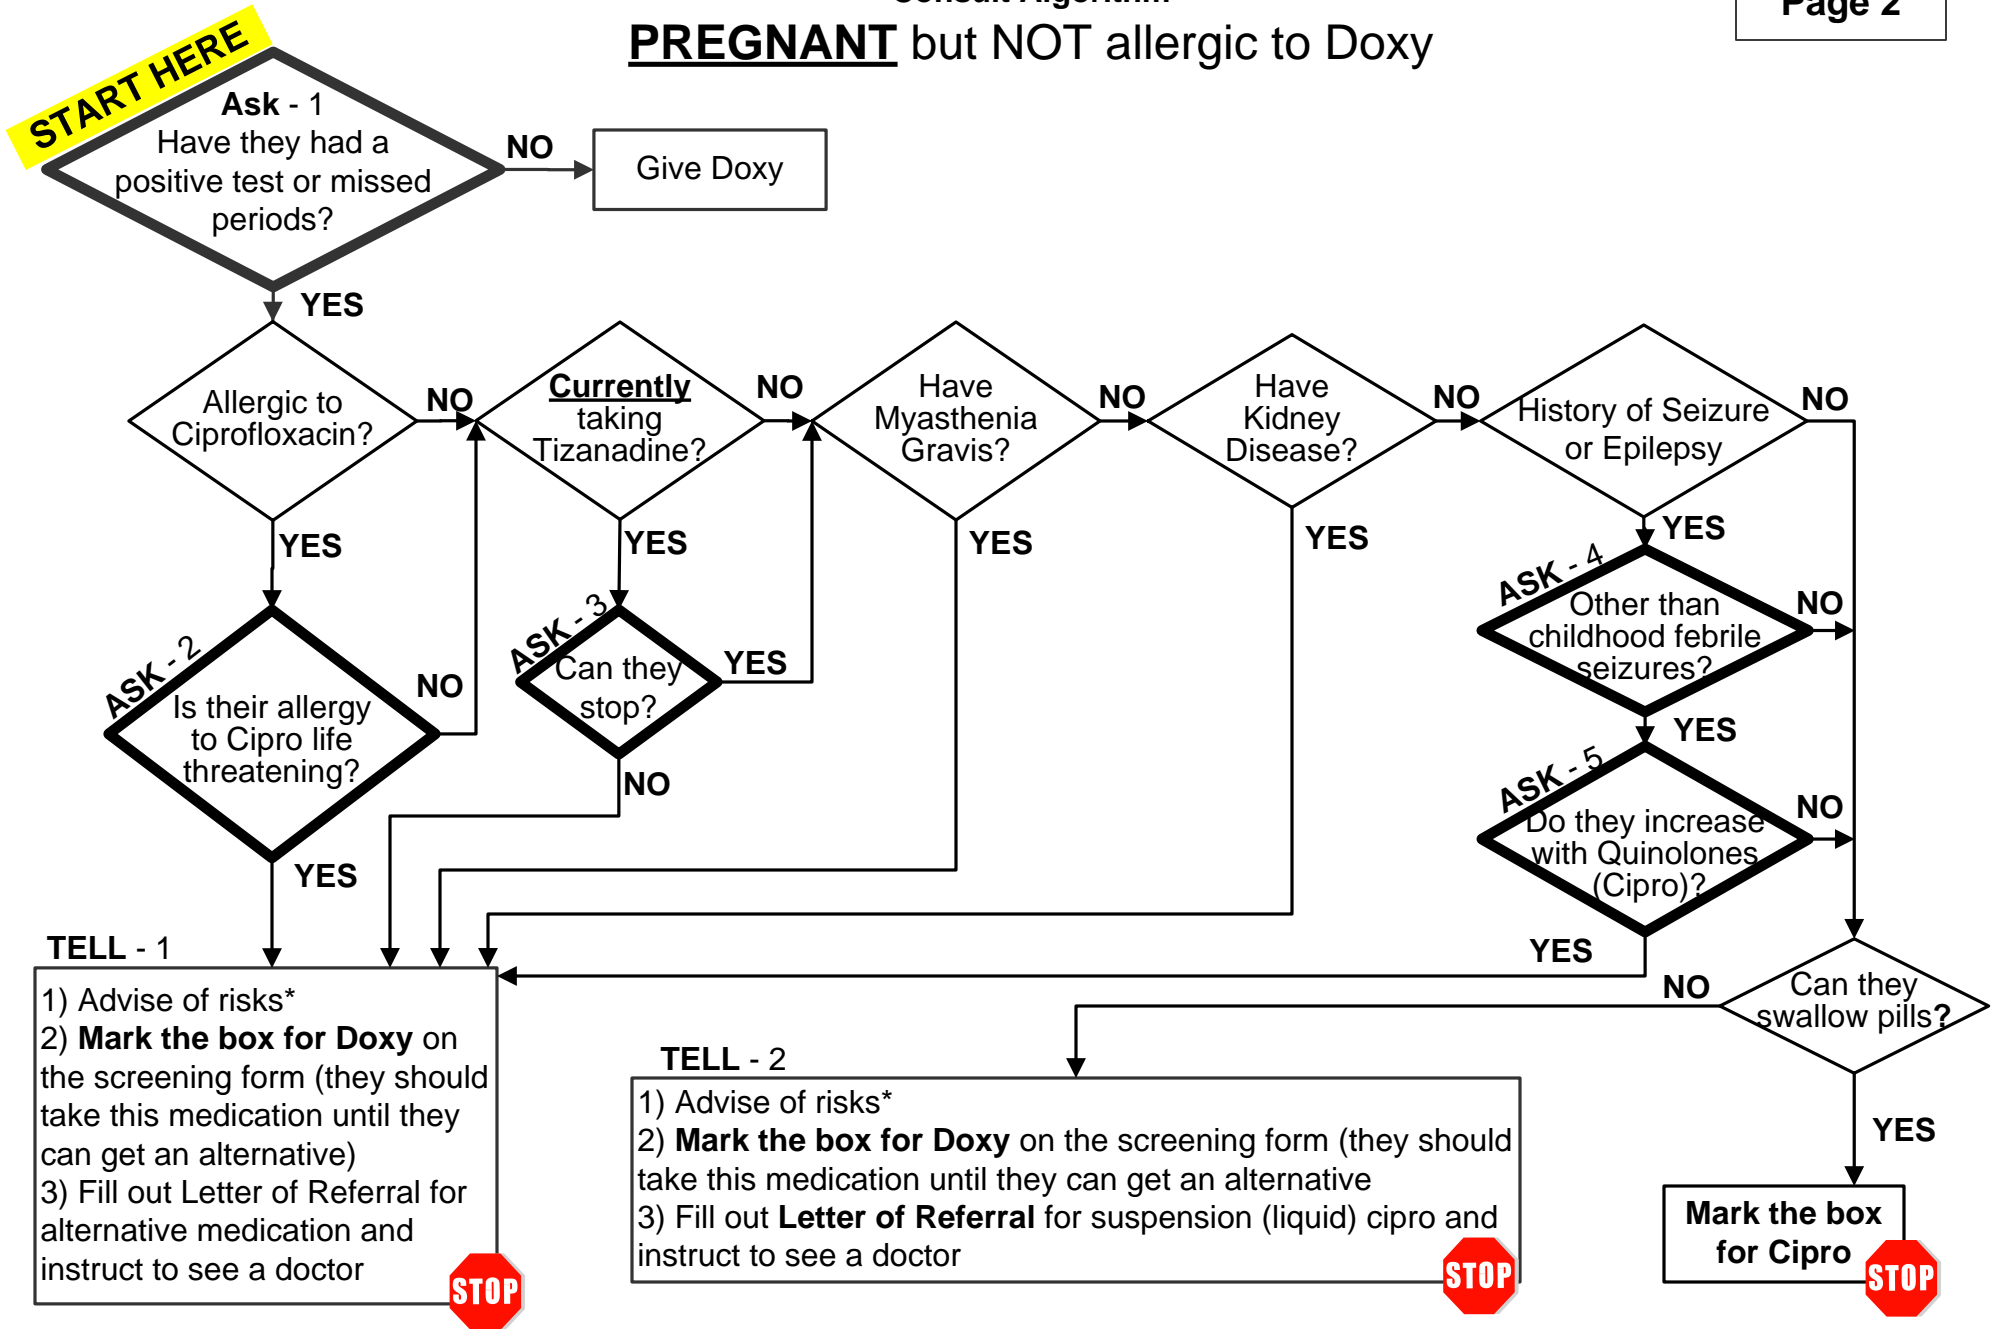 Consult Algorithm
Page 2
PREGNANT but NOT allergic to Doxy
START HERE
Ask - 1
Have they had a
positive test or missed
periods?
NO
Give Doxy
YES
Allergic to
Ciprofloxacin?
NO
Currently
taking
Tizanadine?
NO
Have
Myasthenia
Gravis?
NO
Have
Kidney
Disease?
NO
History of Seizure
or Epilepsy
NO
YES
YES
YES
YES
YES
ASK - 2
Is their allergy
to Cipro life
threatening?
NO
YES
ASK - 3
Can they
stop?
YES
NO
ASK - 4
Other than
childhood febrile
seizures?
NO
YES
ASK - 5
Do they increase
with Quinolones
(Cipro)?
NO
YES
TELL - 1
1) Advise of risks*
2) Mark the box for Doxy on
the screening form (they should
take this medication until they
can get an alternative)
3) Fill out Letter of Referral for
alternative medication and
instruct to see a doctor
STOP
Can they
swallow pills?
NO
YES
TELL - 2
1) Advise of risks*
2) Mark the box for Doxy on the screening form (they should
take this medication until they can get an alternative
3) Fill out Letter of Referral for suspension (liquid) cipro and
instruct to see a doctor
STOP
Mark the box
for Cipro
STOP